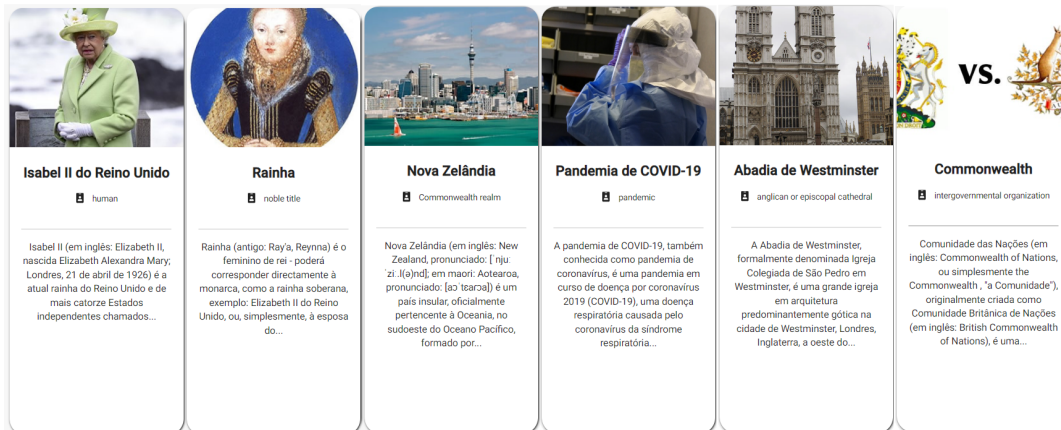 Isabel II do Reino Unido
human
Isabel II (em inglês: Elizabeth II,
nascida Elizabeth Alexandra Mary;
Londres, 21 de abril de 1926) é a
atual rainha do Reino Unido e de
mais catorze Estados
independentes chamados...
Rainha
noble title
Rainha (antigo: Ray'a, Reynna) é o
feminino de rei - poderá
corresponder directamente à
monarca, como a rainha soberana,
exemplo: Elizabeth II do Reino
Unido, ou, simplesmente, à esposa
do...
Nova Zelândia
Commonwealth realm
Nova Zelândia (em inglês: New
Zealand, pronunciado: [ˈnjuː
ˈziː.l(ə)nd]; em maori: Aotearoa,
pronunciado: [aɔˈtɛaɾɔa]) é um
país insular, oficialmente
pertencente à Oceania, no
sudoeste do Oceano Pacífico,
formado por...
Pandemia de COVID-19
pandemic
A pandemia de COVID-19, também
conhecida como pandemia de
coronavírus, é uma pandemia em
curso de doença por coronavírus
2019 (COVID-19), uma doença
respiratória causada pelo
coronavírus da síndrome
respiratória...
Abadia de Westminster
anglican or episcopal cathedral
A Abadia de Westminster,
formalmente denominada Igreja
Colegiada de São Pedro em
Westminster, é uma grande igreja
em arquitetura
predominantemente gótica na
cidade de Westminster, Londres,
Inglaterra, a oeste do...
vs.
Commonwealth
intergovernmental organization
Comunidade das Nações (em
inglês: Commonwealth of Nations,
ou simplesmente the
Commonwealth , "a Comunidade"),
originalmente criada como
Comunidade Britânica de Nações
(em inglês: British Commonwealth
of Nations), é uma...